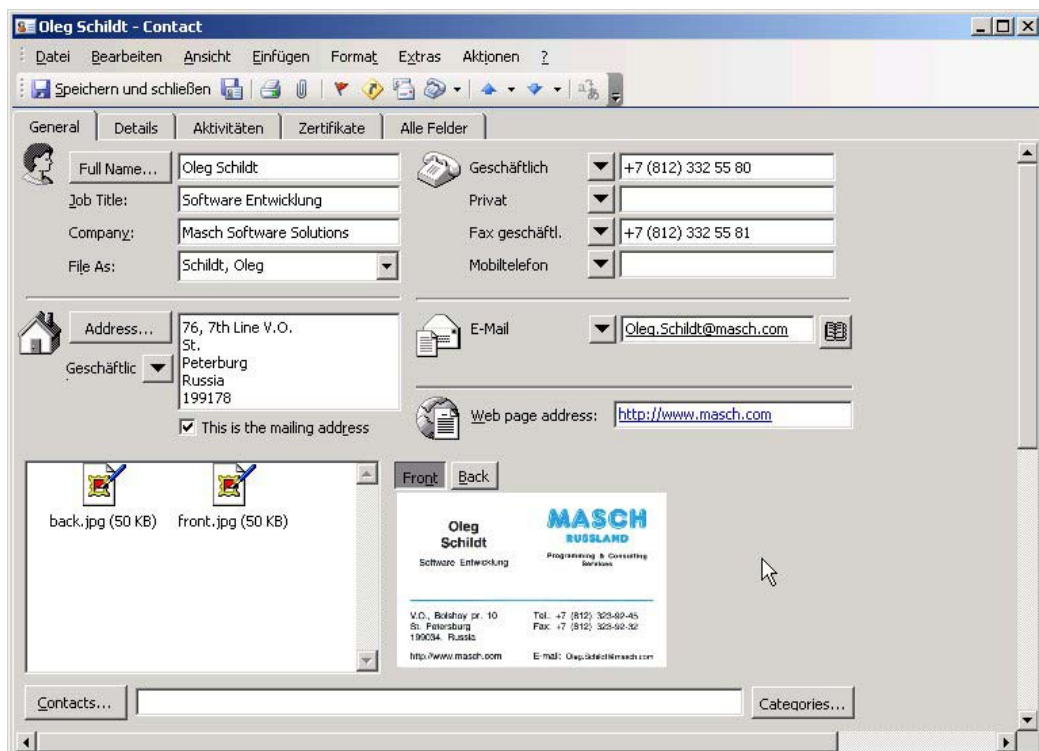 Oleg Schildt - Contact
Datei Bearbeiten Ansicht Einfügen Format Extras Aktionen ?
Speichern und schließen
General Details Aktivitäten Zertifikate Alle Felder
Full Name... Oleg Schildt
Job Title: Software Entwicklung
Company: Masch Software Solutions
File As: Schildt, Oleg
Geschäftlich +7 (812) 332 55 80
Privat
Fax geschäftl. +7 (812) 332 55 81
Mobiltelefon
Address... 76, 7th Line V.O.
St.
Geschäftlic Peterburg
Russia
199178
This is the mailing address
E-Mail Oleg.Schildt@masch.com
Web page address: http://www.masch.com
back.jpg (50 KB) front.jpg (50 KB)
Front Back
Oleg
Schildt
Software Entwicklung
MASCH
RUSSLAND
Programming & Consulting
Services
V.O., Bolshoy pr. 10
St. Petersburg
199034, Russia
http://www.masch.com
Tel.: +7 (812) 323-92-45
Fax: +7 (812) 323-92-32
E-mail: Oleg.Schildt@masch.com
Contacts... Categories...